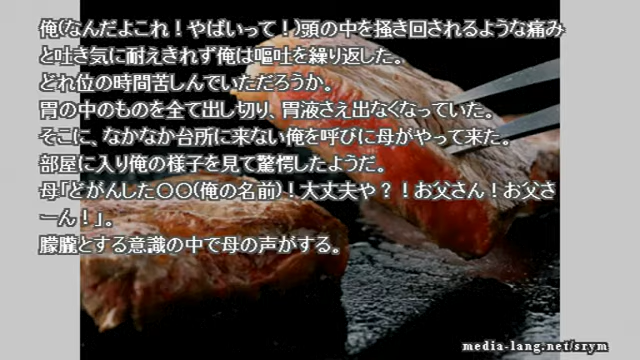 俺(なんだよこれ！やばいって！)頭の中を掻き回されるような痛み
と吐き気に耐えきれず俺は嘔吐を繰り返した。
どれ位の時間苦しんでいただろうか。
胃の中のものを全て出し切り、胃液さえ出なくなっていた。
そこに、なかなか台所に来ない俺を呼びに母がやって来た。
部屋に入り俺の様子を見て驚愕したようだ。
母「どがんした〇〇(俺の名前)！大丈夫や？！お父さん！お父さ
ーん！」。
朦朧とする意識の中で母の声がする。
media-lang.net/srym